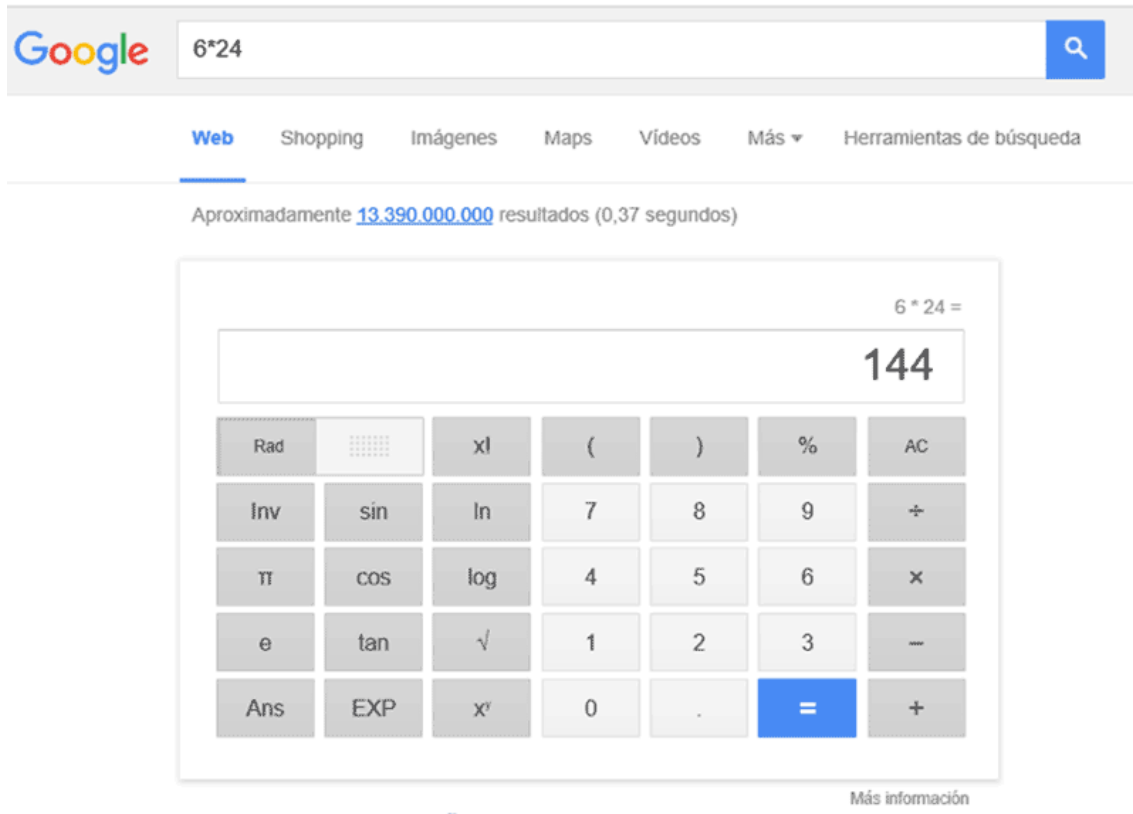 Google 6*24
Web Shopping Imágenes Maps Vídeos Más Herramientas de búsqueda
Aproximadamente 13.390.000.000 resultados (0,37 segundos)
6 * 24 =
144
Rad x! ( ) % AC
Inv sin ln 7 8 9 ÷
π cos log 4 5 6 ×
e tan √ 1 2 3 −
Ans EXP xʸ 0 . = +
Más información